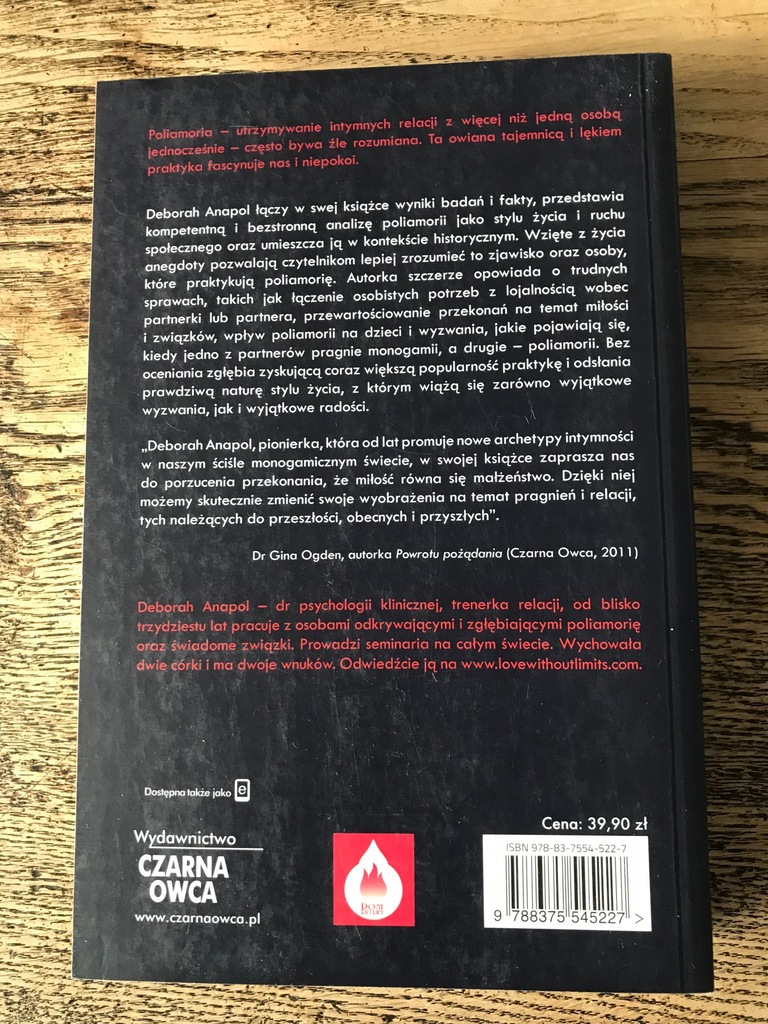 Poliamoria – utrzymywanie intymnych relacji z więcej niż jedną osobą
jednocześnie – często bywa źle rozumiana. Ta owiana tajemnicą i lękiem
praktyka fascynuje nas i niepokoi.
Deborah Anapol łączy w swej książce wyniki badań i fakty, przedstawia
kompetentną i bezstronną analizę poliamorii jako stylu życia i ruchu
społecznego oraz umieszcza ją w kontekście historycznym. Wzięte z życia
anegdoty pozwalają czytelnikom lepiej zrozumieć to zjawisko oraz osoby,
które praktykują poliamorię. Autorka szczerze opowiada o trudnych
sprawach, takich jak łączenie osobistych potrzeb z lojalnością wobec
partnerki lub partnera, przewartościowanie przekonań na temat miłości
i związków, wpływ poliamorii na dzieci i wyzwania, jakie pojawiają się,
kiedy jedno z partnerów pragnie monogamii, a drugie – poliamorii. Bez
oceniania zgłębia zyskującą coraz większą popularność praktykę i odsłania
prawdziwą naturę stylu życia, z którym wiążą się zarówno wyjątkowe
wyzwania, jak i wyjątkowe radości.
„Deborah Anapol, pionierka, która od lat promuje nowe archetypy intymności
w naszym ściśle monogamicznym świecie, w swojej książce zaprasza nas
do porzucenia przekonania, że miłość równa się małżeństwo. Dzięki niej
możemy skutecznie zmienić swoje wyobrażenia na temat pragnień i relacji,
tych należących do przeszłości, obecnych i przyszłych”.
Dr Gina Ogden, autorka Powrotu pożądania (Czarna Owca, 2011)
Deborah Anapol – dr psychologii klinicznej, trenerka relacji, od blisko
trzydziestu lat pracuje z osobami odkrywającymi i zgłębiającymi poliamorię
oraz świadome związki. Prowadzi seminaria na całym świecie. Wychowała
dwie córki i ma dwoje wnuków. Odwiedźcie ją na www.lovewithoutlimits.com.
Dostępna także jako e
Wydawnictwo
CZARNA
OWCA
www.czarnaowca.pl
DOM
Cena: 39,90 zł
ISBN 978-83-7554-522-7
9 788375 545227 >